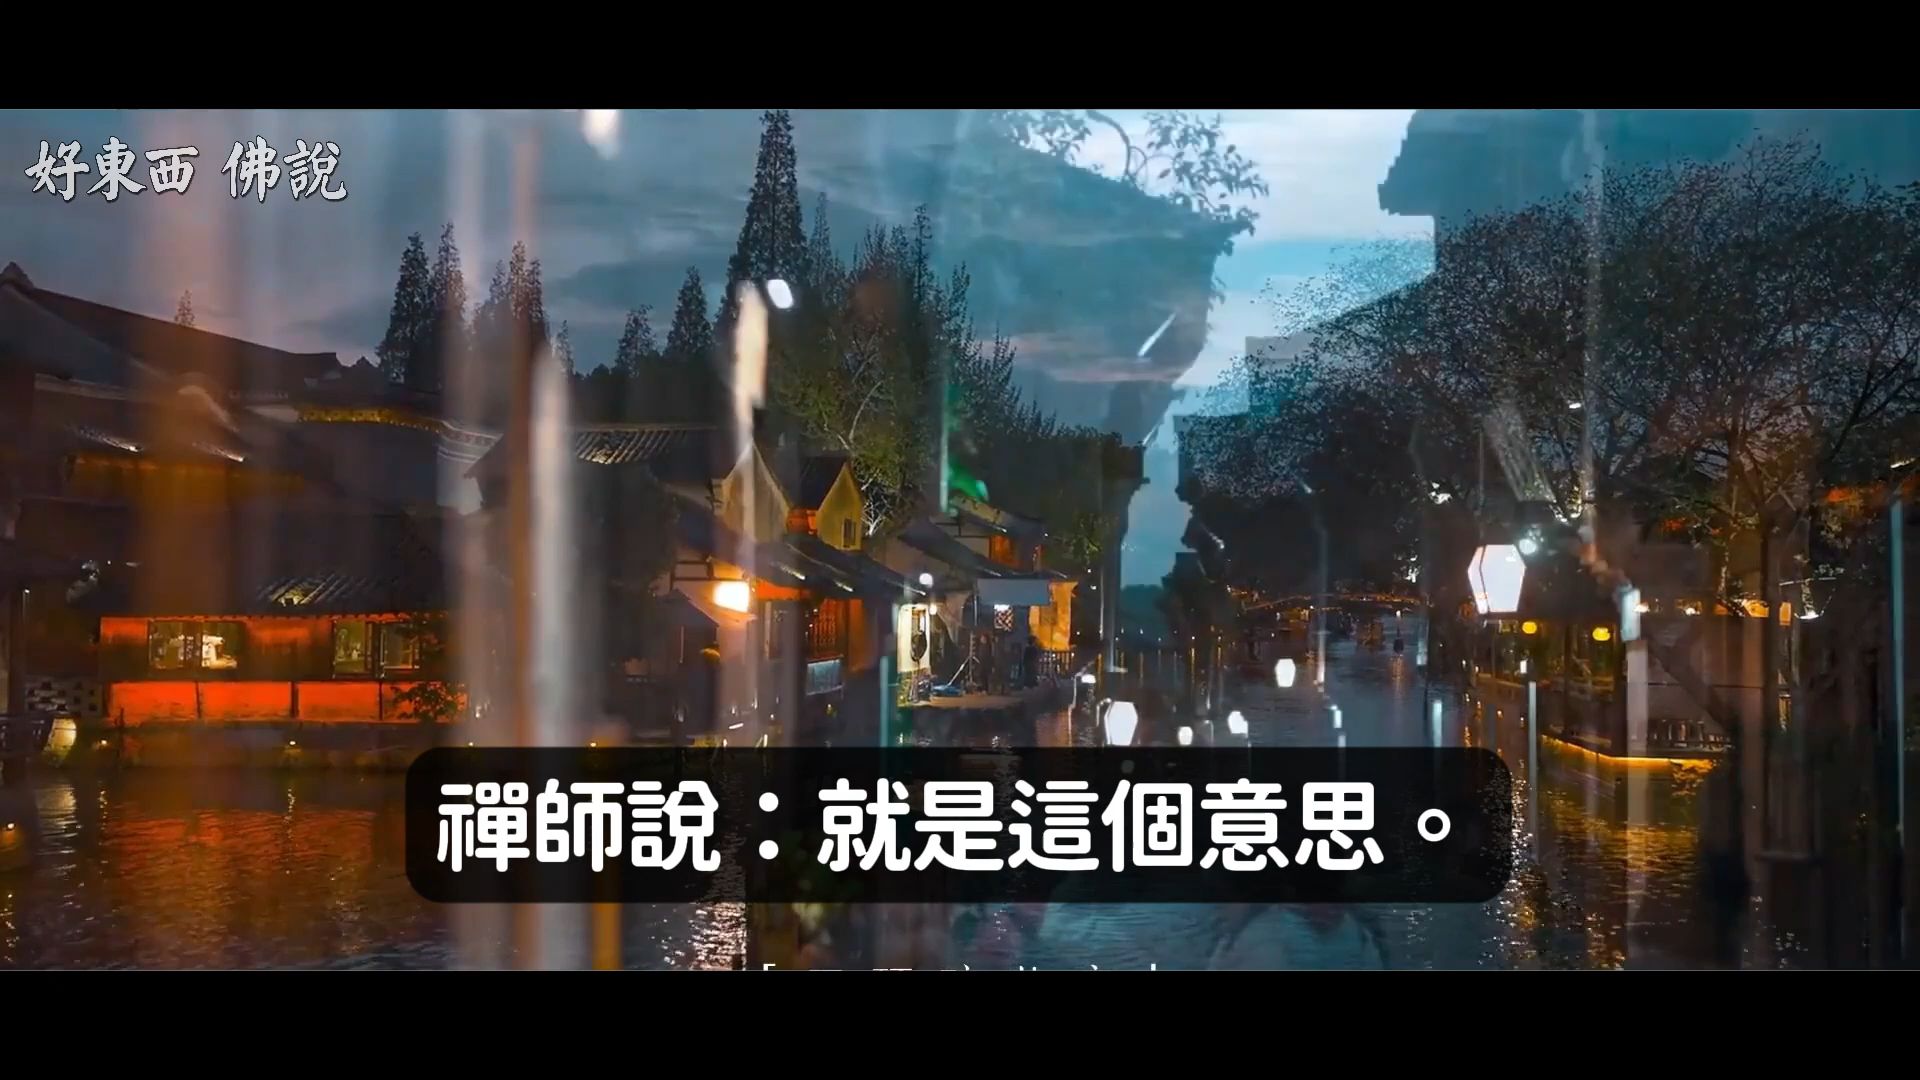 好東西 佛說
禪師說：就是這個意思。